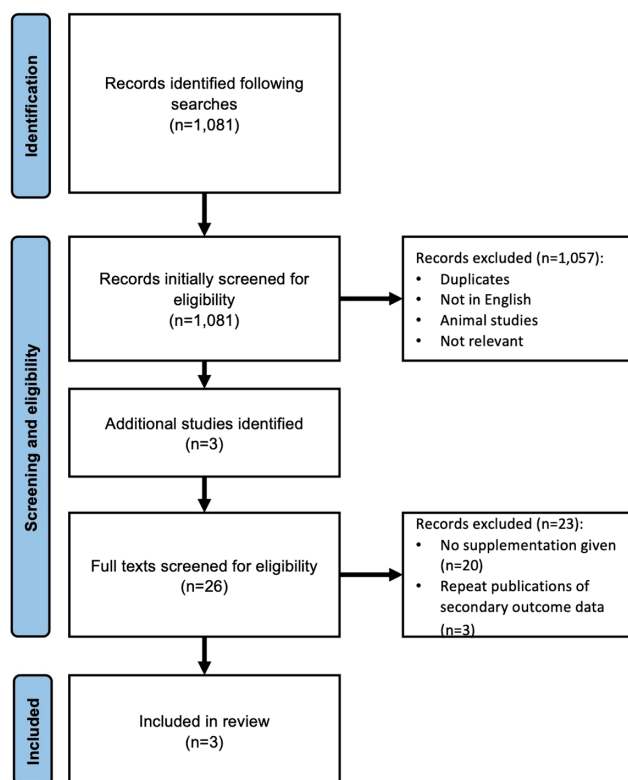 Identification
Records identified following
searches
(n=1,081)
Screening and eligibility
Records initially screened for
eligibility
(n=1,081)
Records excluded (n=1,057):
• Duplicates
• Not in English
• Animal studies
• Not relevant
Additional studies identified
(n=3)
Full texts screened for eligibility
(n=26)
Records excluded (n=23):
• No supplementation given
(n=20)
• Repeat publications of
secondary outcome data
(n=3)
Included
Included in review
(n=3)